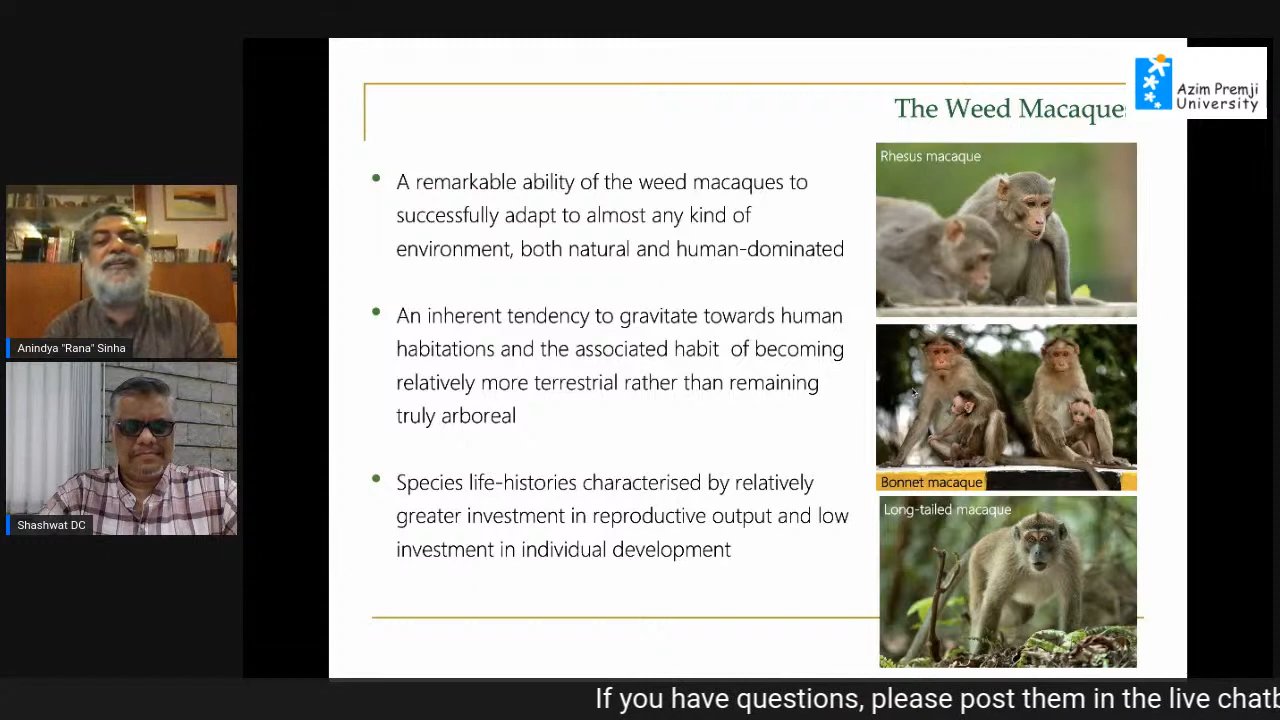 The Weed Macaques
Azim Premji
University
A remarkable ability of the weed macaques to
successfully adapt to almost any kind of
environment, both natural and human-dominated
An inherent tendency to gravitate towards human
habitations and the associated habit of becoming
relatively more terrestrial rather than remaining
truly arboreal
Species life-histories characterised by relatively
greater investment in reproductive output and low
investment in individual development
Rhesus macaque
Bonnet macaque
Long-tailed macaque
Anindya "Rana" Sinha
Shashwat DC
If you have questions, please post them in the live chatb